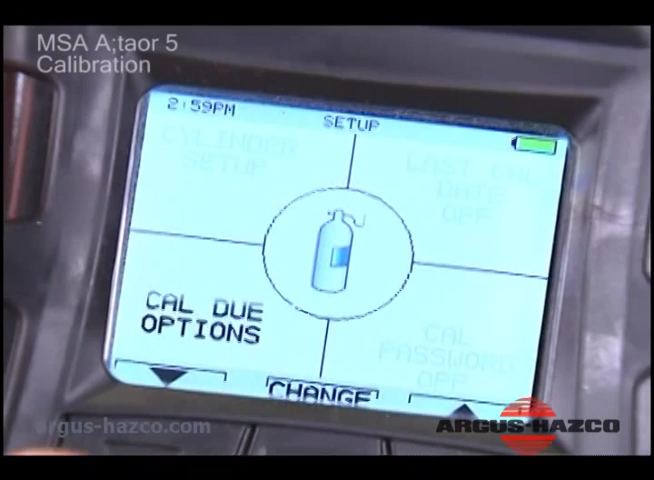 MSA A;taor 5
Calibration
2:59PM
SETUP
CYLINDER
SETUP
LAST CAL
DATE
OFF
CAL DUE
OPTIONS
CAL
PASSWORD
OFF
CHANGE
argus-hazco.com
ARGUS-HAZCO